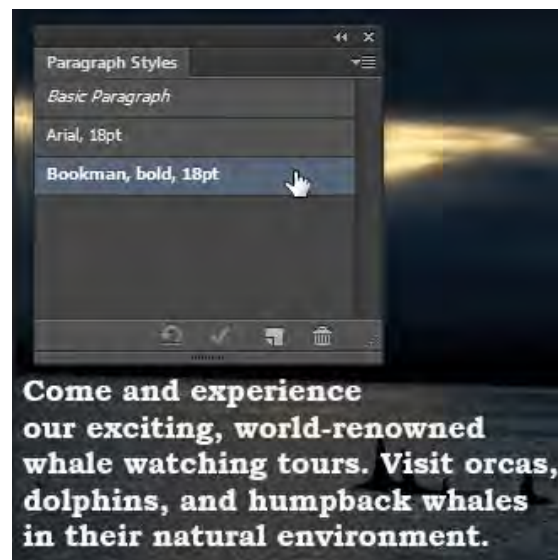 Paragraph Styles
Basic Paragraph
Arial, 18pt
Bookman, bold, 18pt
Come and experience
our exciting, world-renowned
whale watching tours. Visit orcas,
dolphins, and humpback whales
in their natural environment.